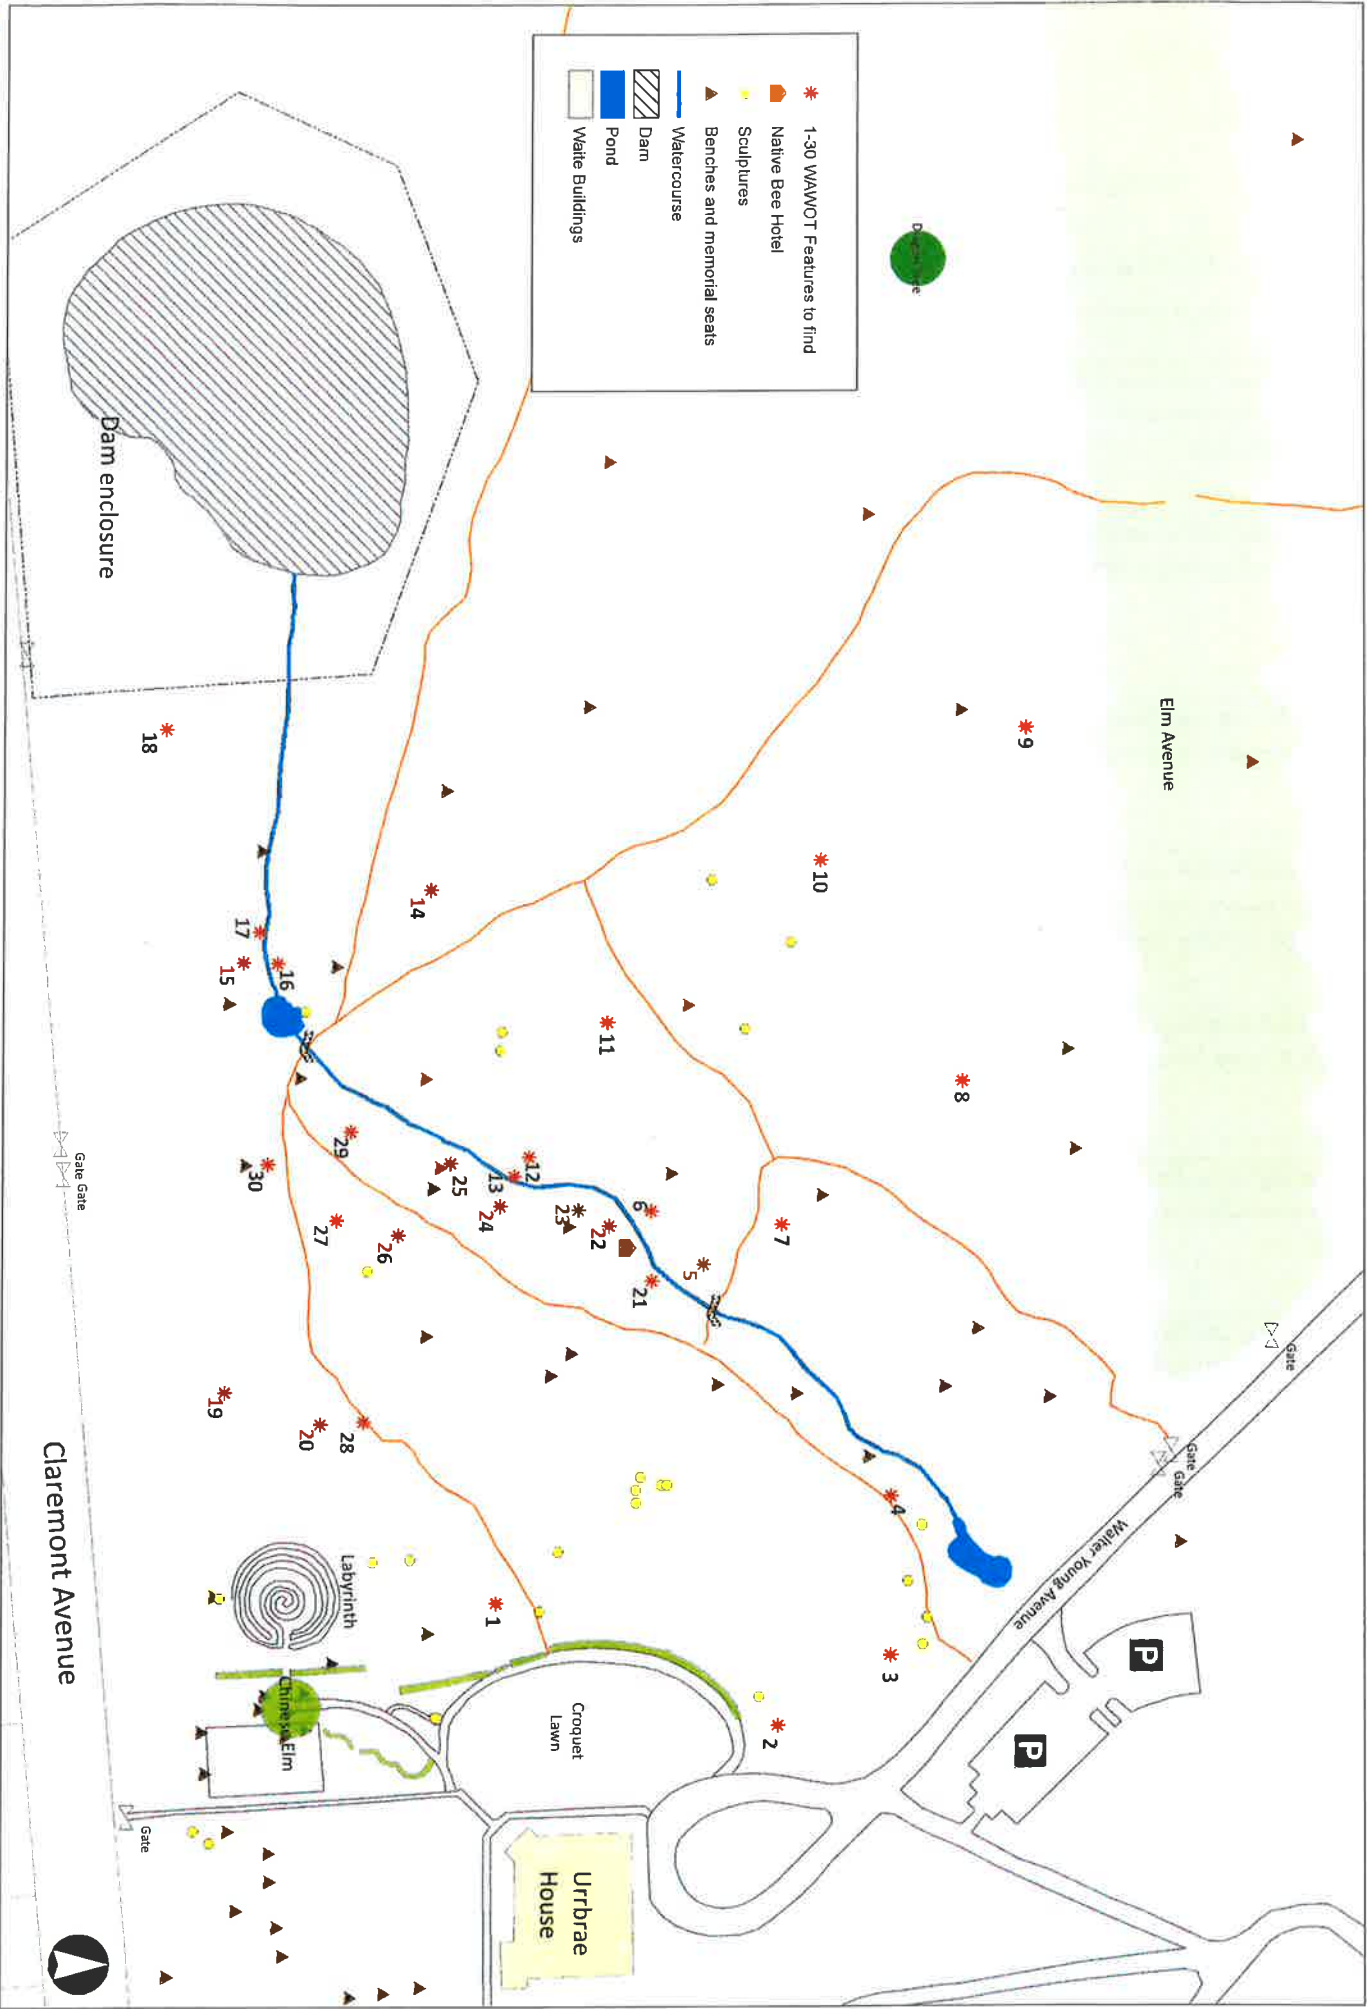 1-30 WAWOT Features to find
Native Bee Hotel
Sculptures
Benches and memorial seats
Watercourse
Dam
Pond
Waite Buildings
Elm Avenue
Dam enclosure
Gate
Gate
Gate
Walter Young Avenue
P
P
9
10
8
7
11
14
18
17
16
15
12
13
6
5
21
22
23
24
25
29
30
27
26
19
20
28
4
3
2
1
Gate Gate
Claremont Avenue
Labyrinth
Chinese Elm
Croquet
Lawn
Urrbrae
House
Gate